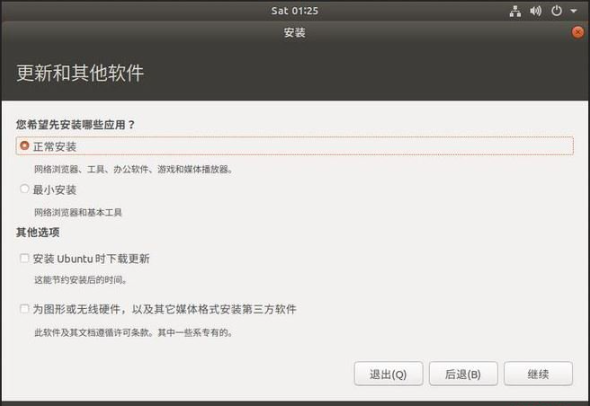 Sat 01:25
安装
更新和其他软件
您希望先安装哪些应用？
正常安装
网络浏览器、工具、办公软件、游戏和媒体播放器。
最小安装
网络浏览器和基本工具
其他选项
安装 Ubuntu 时下载更新
这能节约安装后的时间。
为图形或无线硬件，以及其它媒体格式安装第三方软件
此软件及其文档遵循许可条款。其中一些系专有的。
退出(Q)
后退(B)
继续